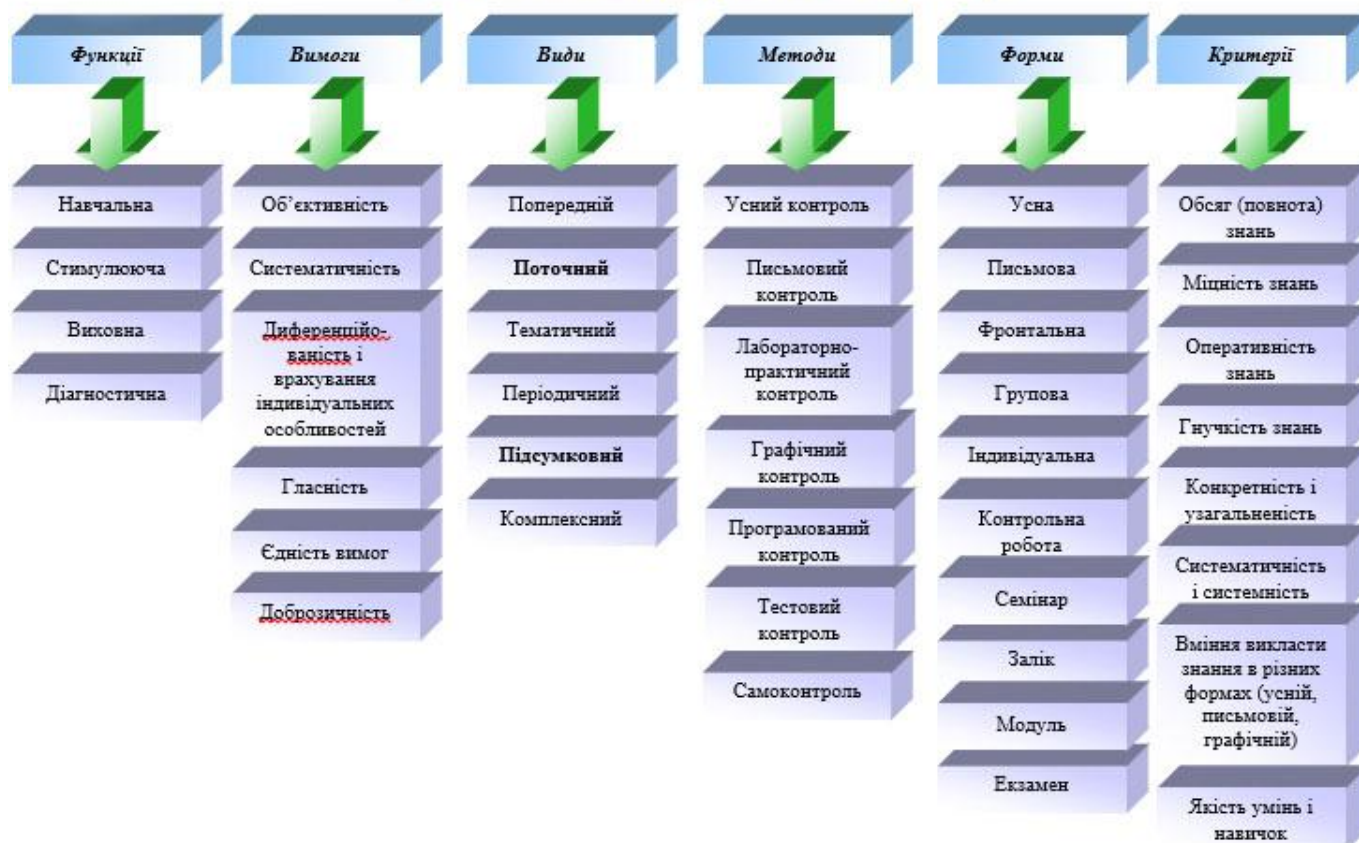 Функції
Вимоги
Види
Методи
Форми
Критерії
Навчальна
Стимулююча
Виховна
Діагностична
Об’єктивність
Систематичність
Диференційо-
ваність і
врахування
індивідуальних
особливостей
Гласність
Єдність вимог
Доброзичність
Попередній
Поточний
Тематичний
Періодичний
Підсумковий
Комплексний
Усний контроль
Письмовий
контроль
Лабораторно-
практичний
контроль
Графічний
контроль
Програмований
контроль
Тестовий
контроль
Самоконтроль
Усна
Письмова
Фронтальна
Групова
Індивідуальна
Контрольна
робота
Семінар
Залік
Модуль
Екзамен
Обсяг (повнота)
знань
Міцність знань
Оперативність
знань
Гнучкість знань
Конкретність і
узагальненість
Систематичність
і системність
Вміння викласти
знання в різних
формах (усній,
письмовій,
графічній)
Якість умінь і
навичок